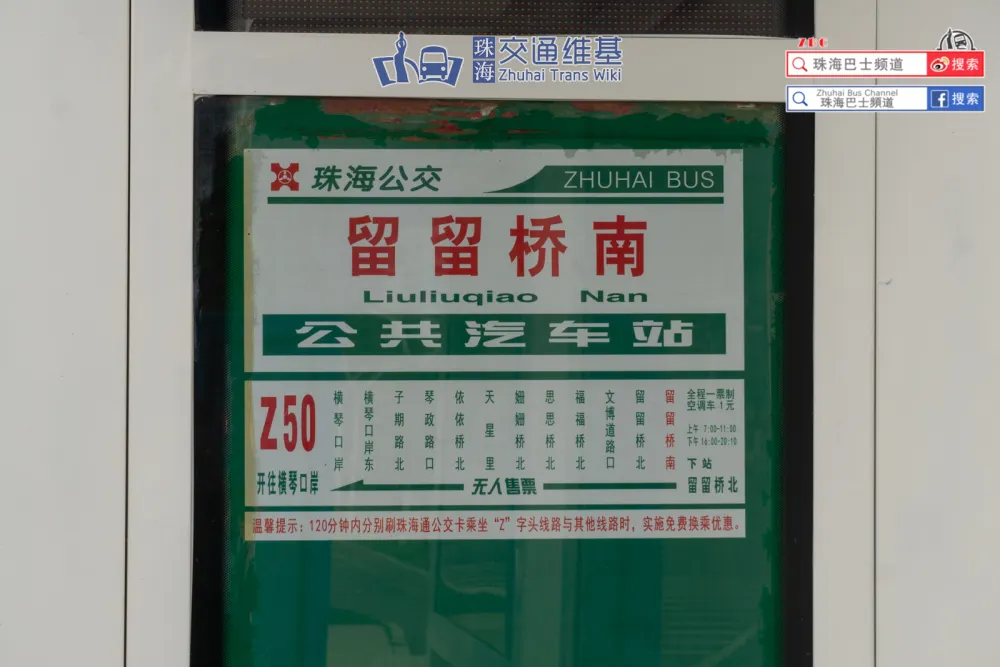 珠海 交通维基
Zhuhai Trans Wiki
ZBC
珠海巴士频道 搜索
Zhuhai Bus Channel
珠海巴士頻道 搜索
珠海公交 ZHUHAI BUS
留留桥南
Liuliuqiao Nan
公共汽车站
Z50
开往横琴口岸
横琴口岸
横琴口岸东
子期路北
琴政路口
依依桥北
天星里
姗姗桥北
思思桥北
福福桥北
文博道路口
留留桥北
留留桥南
无人售票
全程一票制
空调车 1元
上午 7:00-11:00
下午 16:00-20:10
下站
留留桥北
温馨提示：120分钟内分别刷珠海通公交卡乘坐“Z”字头线路与其他线路时，实施免费换乘优惠。